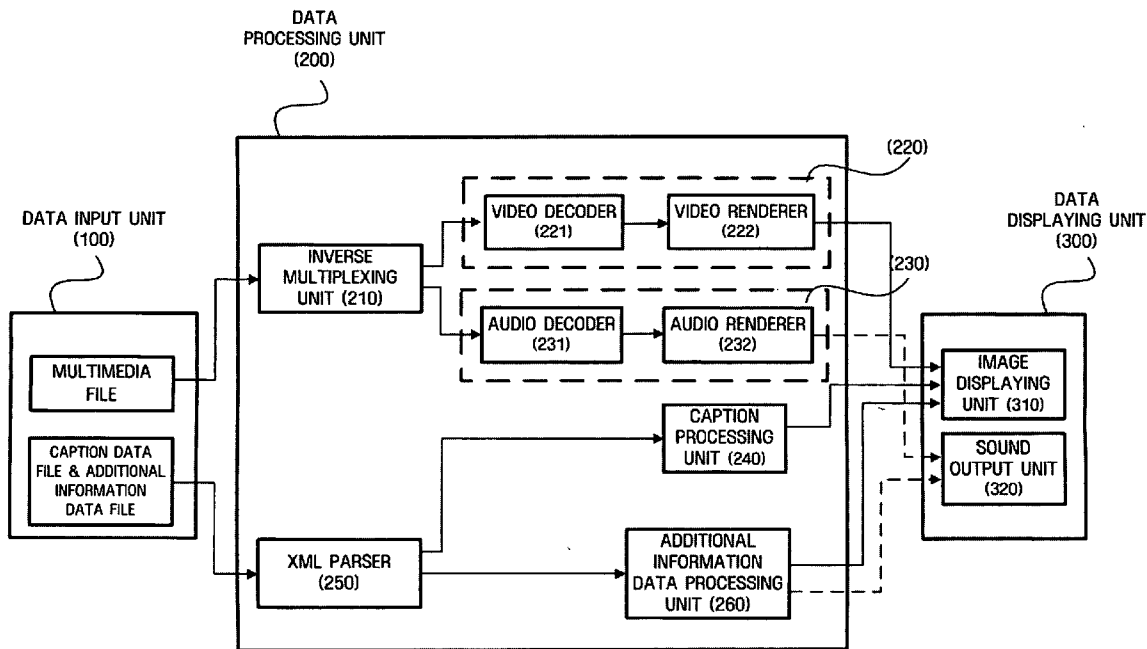 DATA
PROCESSING UNIT
(200)
DATA INPUT UNIT
(100)
MULTIMEDIA
FILE
CAPTION DATA
FILE & ADDITIONAL
INFORMATION
DATA FILE
INVERSE
MULTIPLEXING
UNIT (210)
(220)
VIDEO DECODER
(221)
VIDEO RENDERER
(222)
(230)
AUDIO DECODER
(231)
AUDIO RENDERER
(232)
CAPTION
PROCESSING
UNIT (240)
XML PARSER
(250)
ADDITIONAL
INFORMATION
DATA PROCESSING
UNIT (260)
DATA
DISPLAYING UNIT
(300)
IMAGE
DISPLAYING
UNIT (310)
SOUND
OUTPUT UNIT
(320)